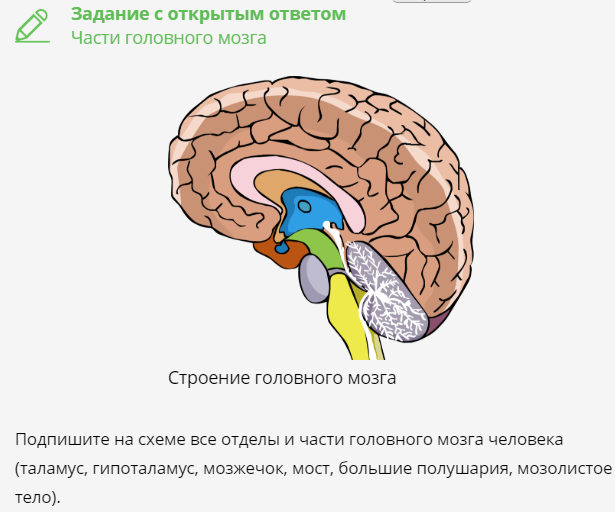 Задание с открытым ответом
Части головного мозга
Строение головного мозга
Подпишите на схеме все отделы и части головного мозга человека
(таламус, гипоталамус, мозжечок, мост, большие полушария, мозолистое
тело).